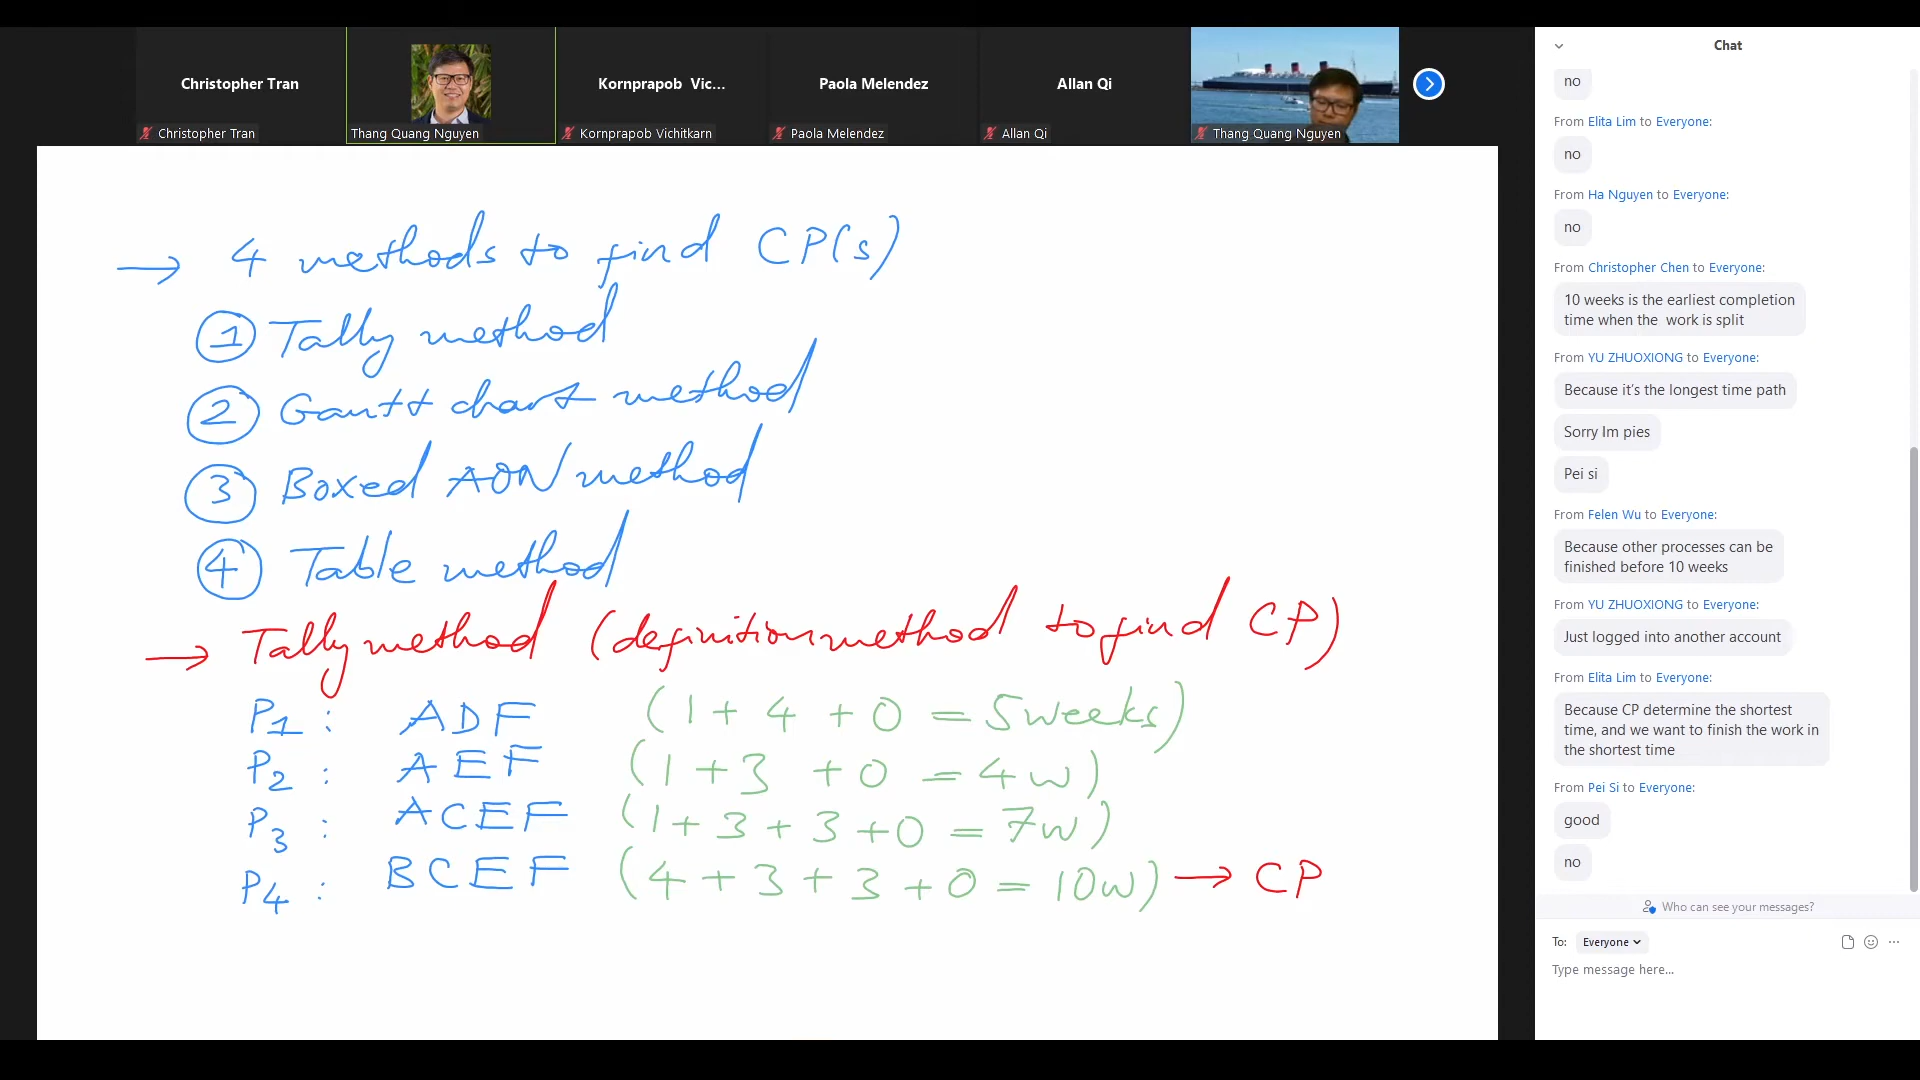 Christopher Tran
Kornprapob Vic...
Paola Melendez
Allan Qi
Christopher Tran
Thang Quang Nguyen
Kornprapob Vichitkarn
Paola Melendez
Allan Qi
Thang Quang Nguyen
→ 4 methods to find CP(s)
① Tally method
② Gantt chart method
③ Boxed AON method
④ Table method
→ Tally method (definition method to find CP)
P1 : ADF (1 + 4 + 0 = 5 weeks)
P2 : AEF (1 + 3 + 0 = 4w)
P3 : ACEF (1 + 3 + 3 + 0 = 7w)
P4 : BCEF (4 + 3 + 3 + 0 = 10w) → CP
Chat
no
From Elita Lim to Everyone:
no
From Ha Nguyen to Everyone:
no
From Christopher Chen to Everyone:
10 weeks is the earliest completion
time when the work is split
From YU ZHUOXIONG to Everyone:
Because it's the longest time path
Sorry Im pies
Pei si
From Felen Wu to Everyone:
Because other processes can be
finished before 10 weeks
From YU ZHUOXIONG to Everyone:
Just logged into another account
From Elita Lim to Everyone:
Because CP determine the shortest
time, and we want to finish the work in
the shortest time
From Pei Si to Everyone:
good
no
Who can see your messages?
To: Everyone
Type message here...